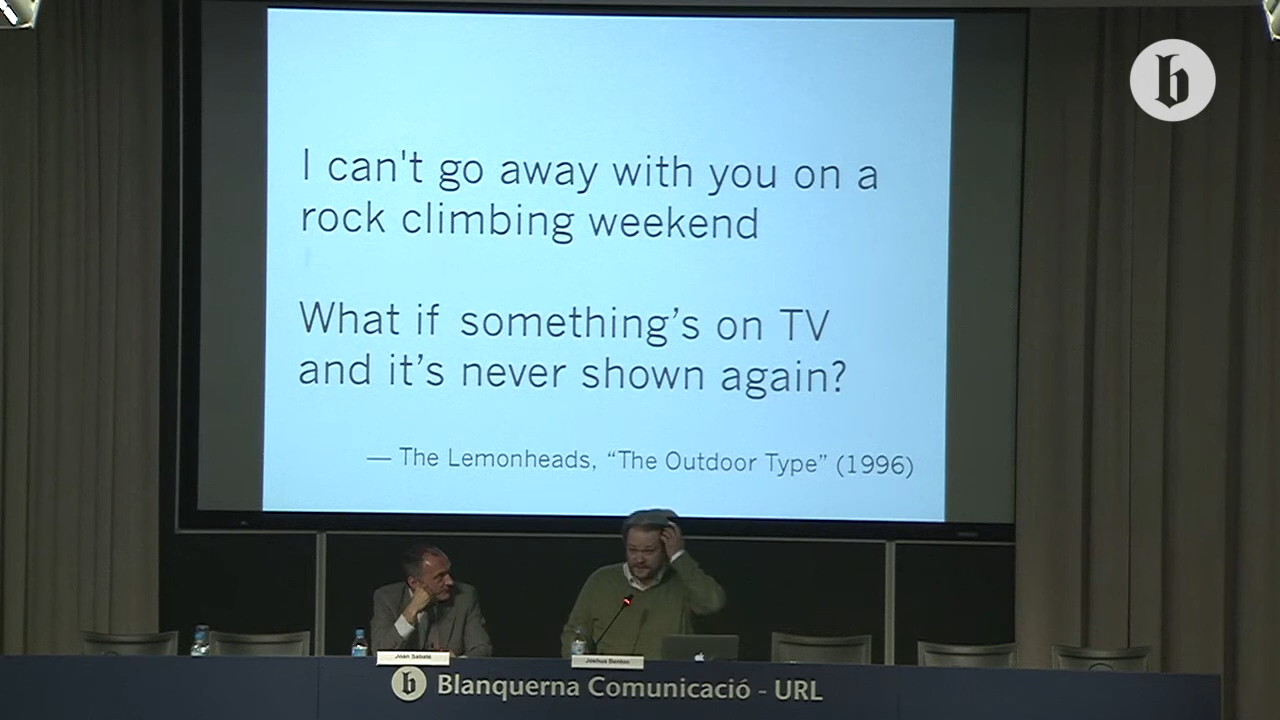 b
I can't go away with you on a
rock climbing weekend
What if something’s on TV
and it’s never shown again?
— The Lemonheads, “The Outdoor Type” (1996)
Joan Sabaté
Joshua Benton
b Blanquerna Comunicació - URL